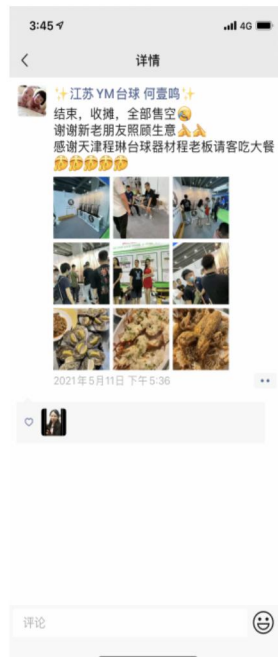 3:45
4G
详情
✨江苏YM台球 何壹鸣✨
结束，收摊，全部售空
谢谢新老朋友照顾生意🙏🙏
感谢天津程琳台球器材程老板请客吃大餐
2021年5月11日 下午5:36
评论